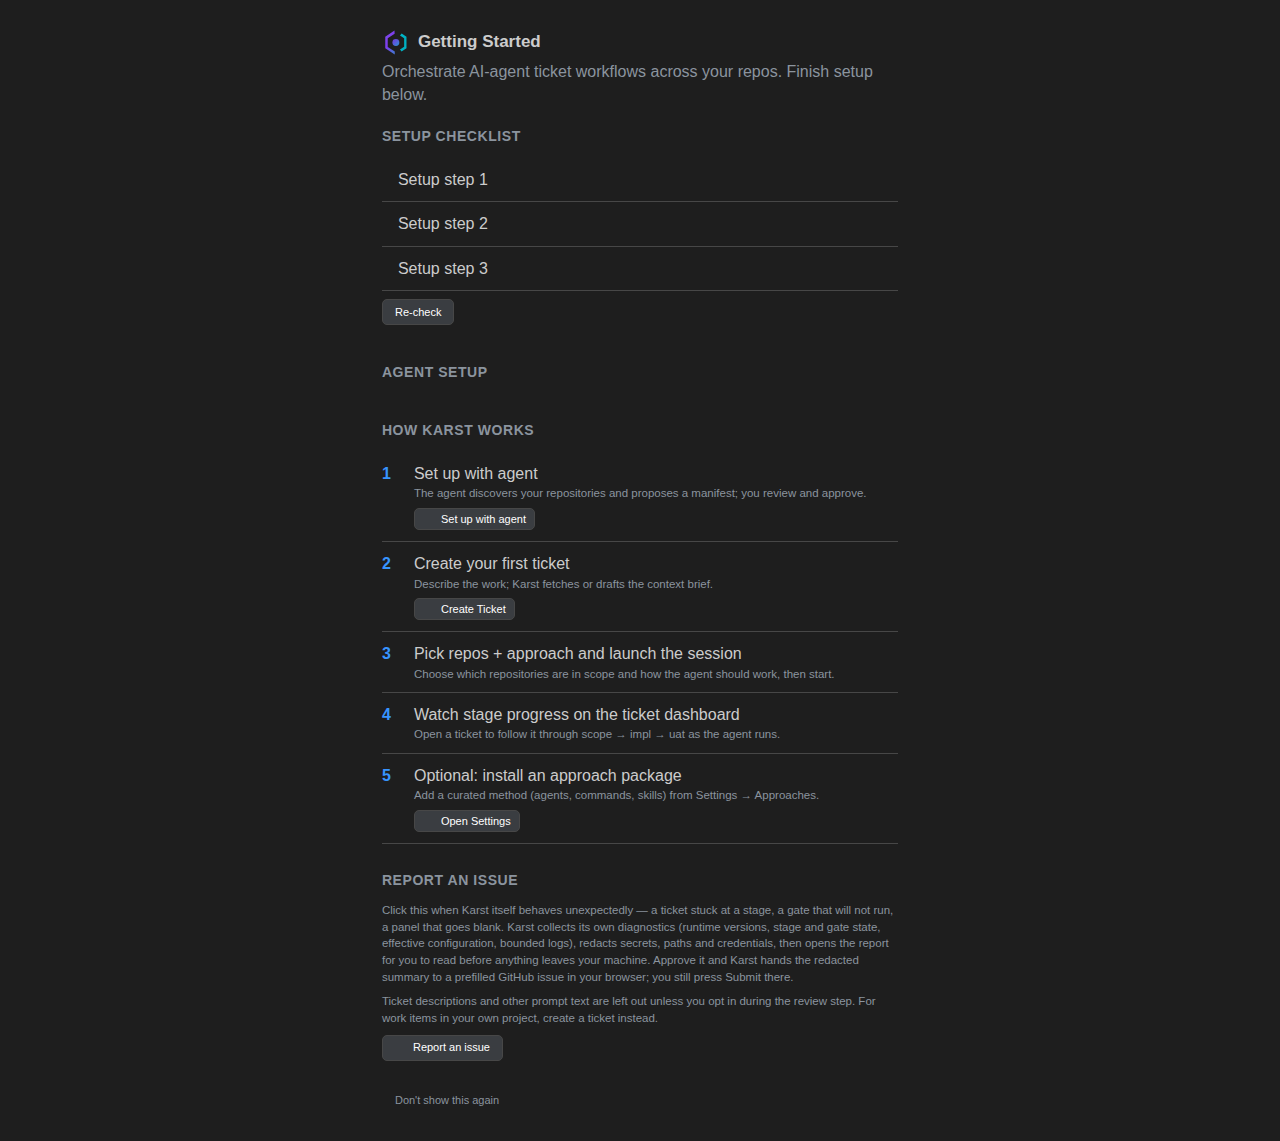 Getting Started
Orchestrate AI-agent ticket workflows across your repos. Finish setup
below.
SETUP CHECKLIST
Setup step 1
Setup step 2
Setup step 3
Re-check
AGENT SETUP
HOW KARST WORKS
1 Set up with agent
The agent discovers your repositories and proposes a manifest; you review and approve.
Set up with agent
2 Create your first ticket
Describe the work; Karst fetches or drafts the context brief.
Create Ticket
3 Pick repos + approach and launch the session
Choose which repositories are in scope and how the agent should work, then start.
4 Watch stage progress on the ticket dashboard
Open a ticket to follow it through scope → impl → uat as the agent runs.
5 Optional: install an approach package
Add a curated method (agents, commands, skills) from Settings → Approaches.
Open Settings
REPORT AN ISSUE
Click this when Karst itself behaves unexpectedly — a ticket stuck at a stage, a gate that will not run,
a panel that goes blank. Karst collects its own diagnostics (runtime versions, stage and gate state,
effective configuration, bounded logs), redacts secrets, paths and credentials, then opens the report
for you to read before anything leaves your machine. Approve it and Karst hands the redacted
summary to a prefilled GitHub issue in your browser; you still press Submit there.
Ticket descriptions and other prompt text are left out unless you opt in during the review step. For
work items in your own project, create a ticket instead.
Report an issue
Don't show this again